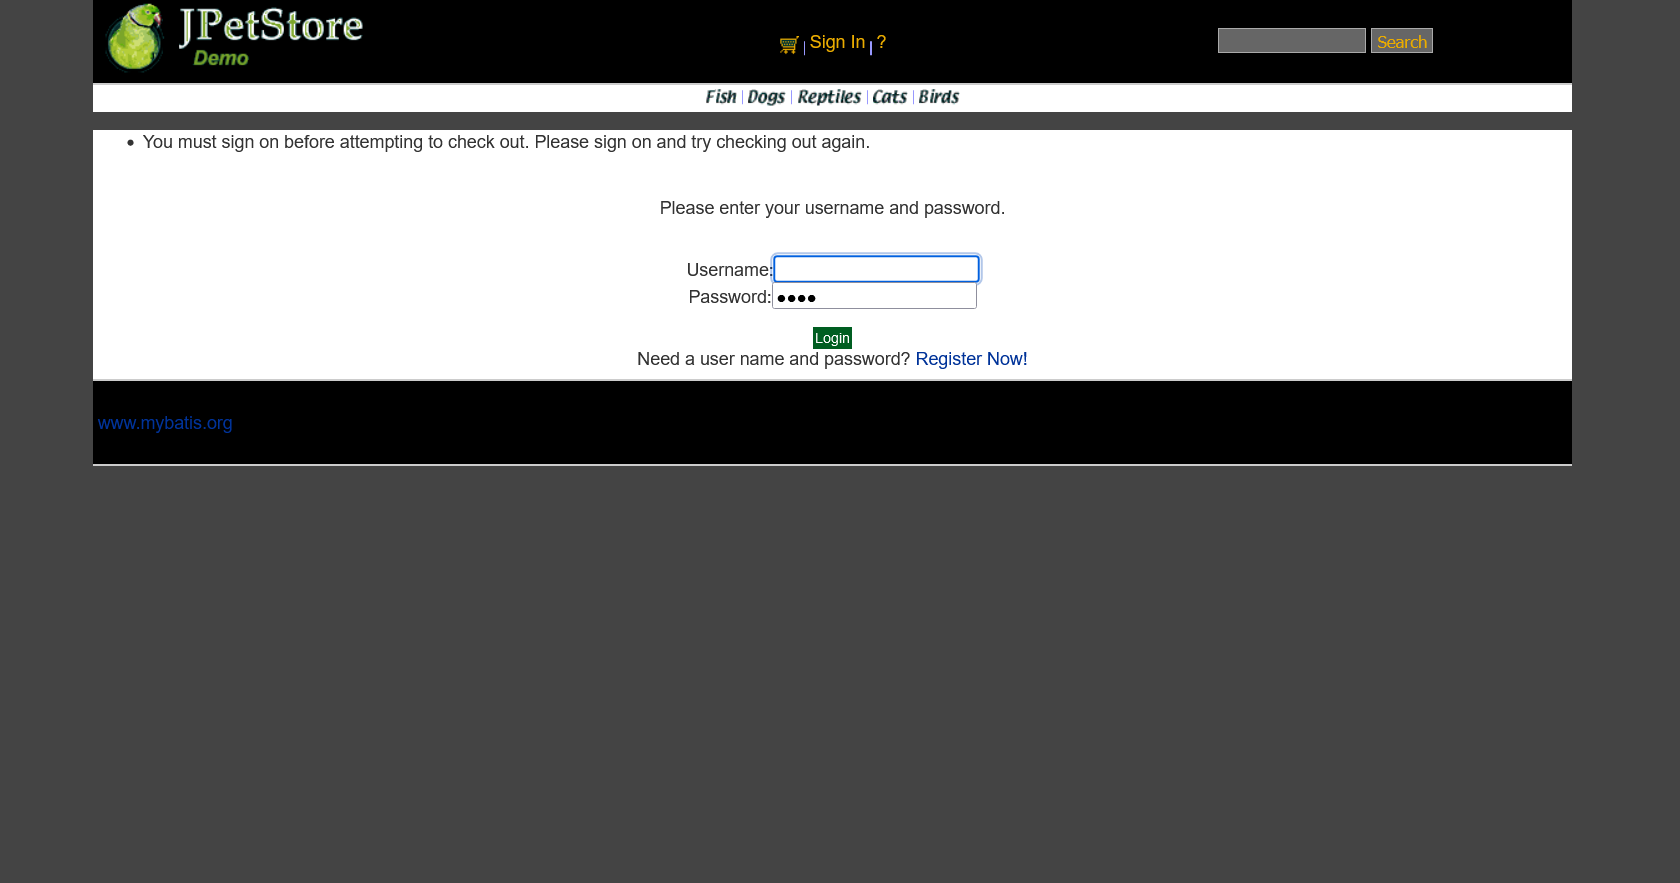 JPetStore
Demo
Sign In ?
Search
Fish Dogs Reptiles Cats Birds
You must sign on before attempting to check out. Please sign on and try checking out again.
Please enter your username and password.
Username:
Password:
Login
Need a user name and password? Register Now!
www.mybatis.org